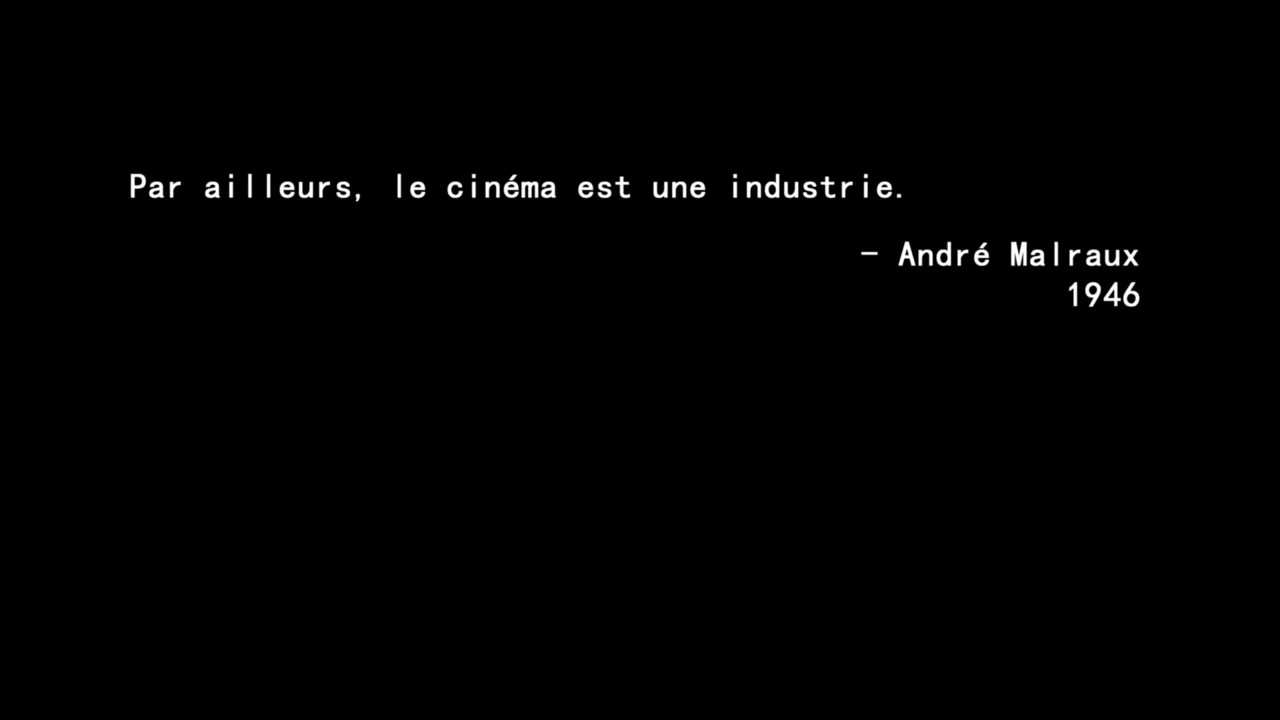 Par ailleurs, le cinéma est une industrie.
– André Malraux
1946